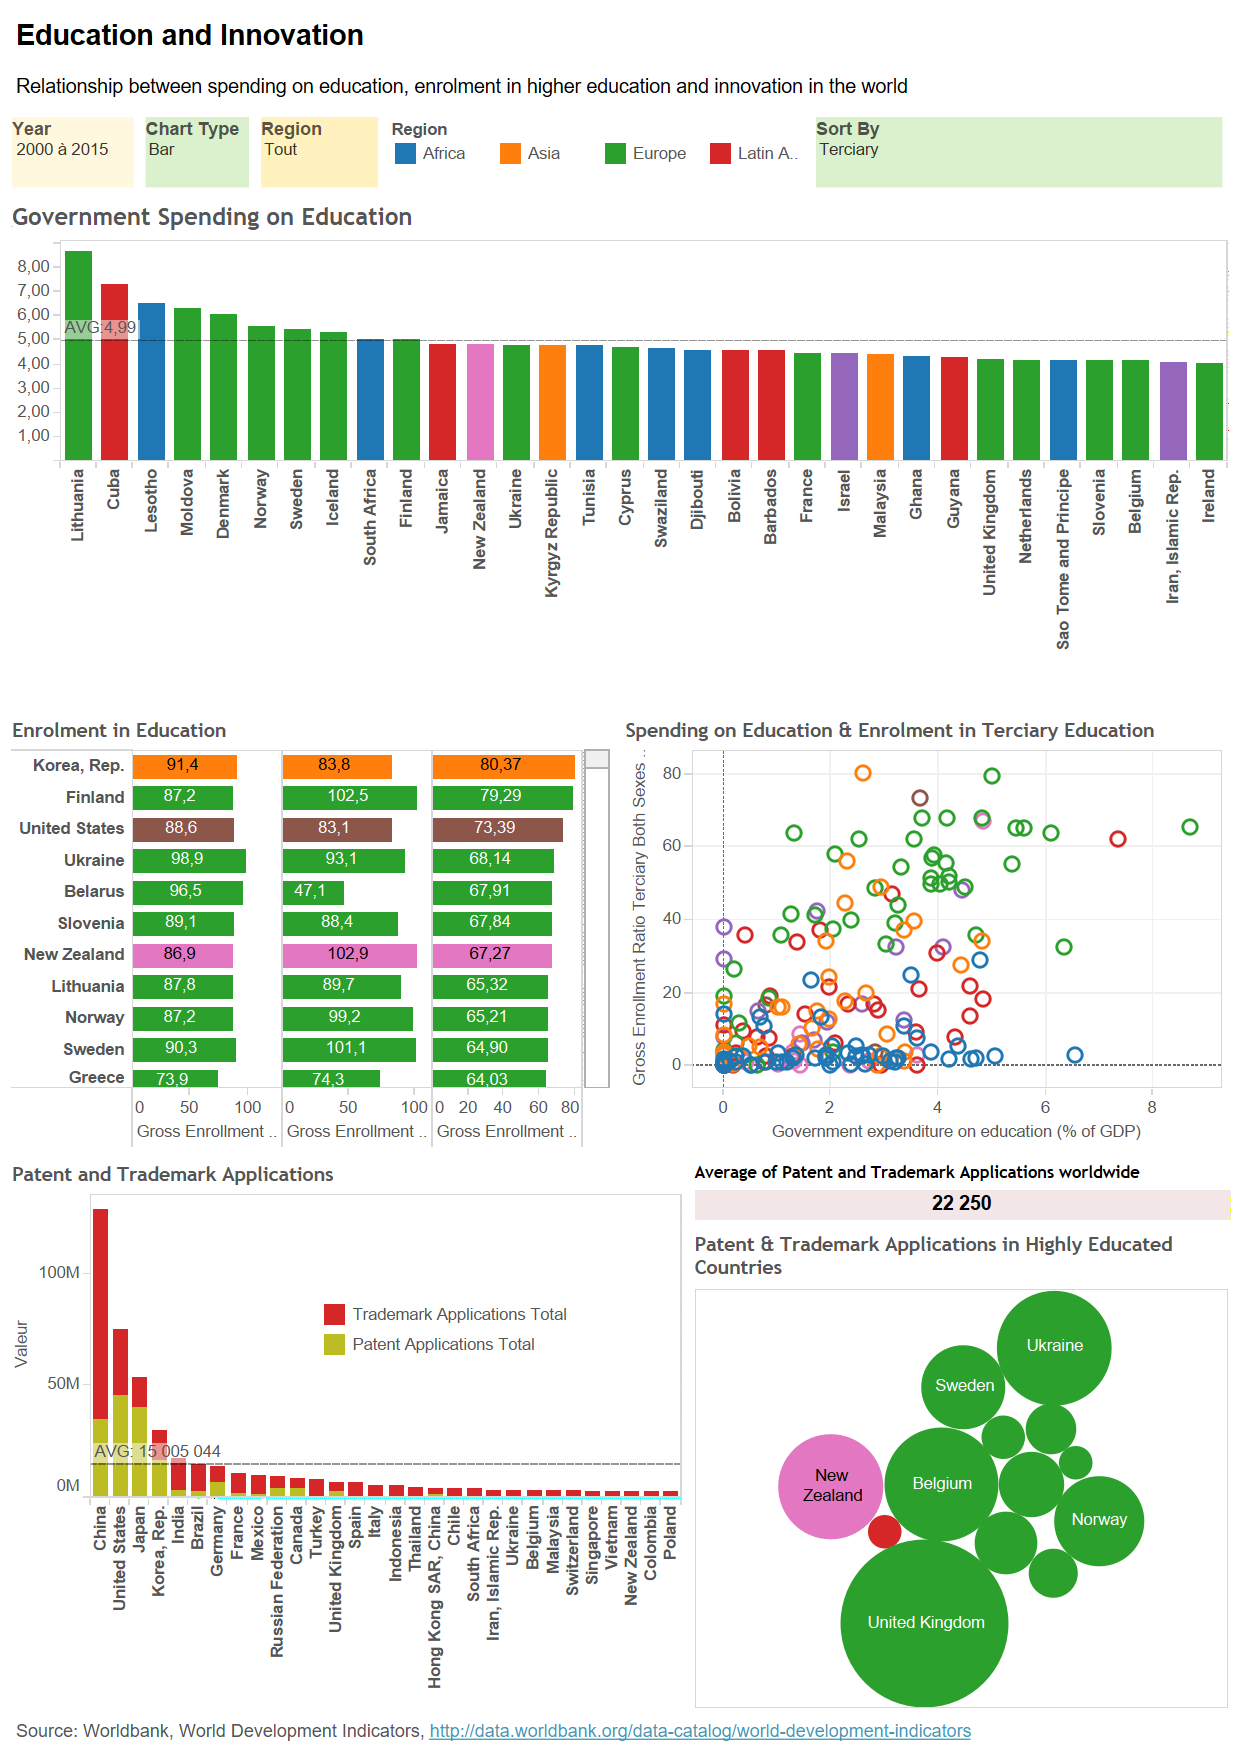 Education and Innovation
Relationship between spending on education, enrolment in higher education and innovation in the world
Year
2000 à 2015
Chart Type
Bar
Region
Tout
Region
Africa
Asia
Europe
Latin A..
Sort By
Terciary
Government Spending on Education
8,00
7,00
6,00
5,00
4,00
3,00
2,00
1,00
AVG:4,99
Lithuania
Cuba
Lesotho
Moldova
Denmark
Norway
Sweden
Iceland
South Africa
Finland
Jamaica
New Zealand
Ukraine
Kyrgyz Republic
Tunisia
Cyprus
Swaziland
Djibouti
Bolivia
Barbados
France
Israel
Malaysia
Ghana
Guyana
United Kingdom
Netherlands
Sao Tome and Principe
Slovenia
Belgium
Iran, Islamic Rep.
Ireland
Enrolment in Education
Korea, Rep. 91,4 83,8 80,37
Finland 87,2 102,5 79,29
United States 88,6 83,1 73,39
Ukraine 98,9 93,1 68,14
Belarus 96,5 47,1 67,91
Slovenia 89,1 88,4 67,84
New Zealand 86,9 102,9 67,27
Lithuania 87,8 89,7 65,32
Norway 87,2 99,2 65,21
Sweden 90,3 101,1 64,90
Greece 73,9 74,3 64,03
0 50 100 0 50 100 0 20 40 60 80
Gross Enrollment .. Gross Enrollment .. Gross Enrollment ..
Spending on Education & Enrolment in Terciary Education
Gross Enrollment Ratio Terciary Both Sexes ..
80
60
40
20
0
0 2 4 6 8
Government expenditure on education (% of GDP)
Patent and Trademark Applications
Valeur
100M
50M
0M
Trademark Applications Total
Patent Applications Total
AVG: 15 005 044
China
United States
Japan
Korea, Rep.
India
Brazil
Germany
France
Mexico
Russian Federation
Canada
Turkey
United Kingdom
Spain
Italy
Indonesia
Thailand
Hong Kong SAR, China
Chile
South Africa
Iran, Islamic Rep.
Ukraine
Belgium
Malaysia
Switzerland
Singapore
Vietnam
New Zealand
Colombia
Poland
Average of Patent and Trademark Applications worldwide
22 250
Patent & Trademark Applications in Highly Educated
Countries
Ukraine
Sweden
New
Zealand
Belgium
Norway
United Kingdom
Source: Worldbank, World Development Indicators, http://data.worldbank.org/data-catalog/world-development-indicators